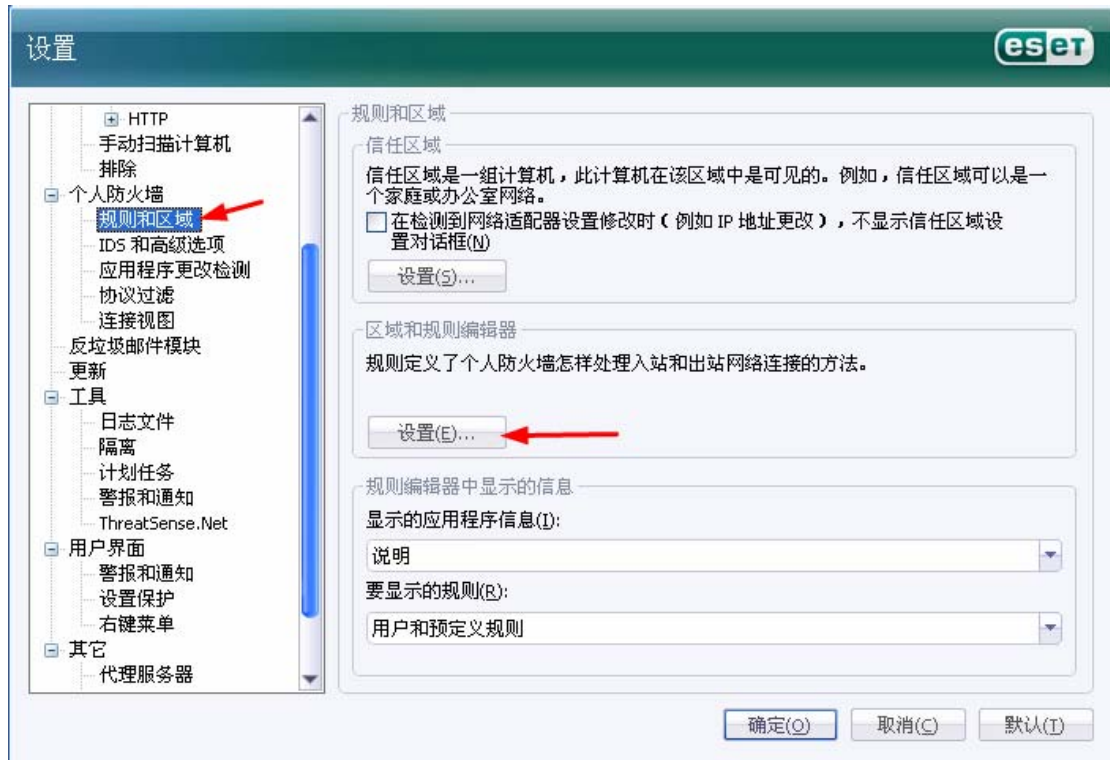 设置
eseT
HTTP
手动扫描计算机
排除
个人防火墙
规则和区域
IDS 和高级选项
应用程序更改检测
协议过滤
连接视图
反垃圾邮件模块
更新
工具
日志文件
隔离
计划任务
警报和通知
ThreatSense.Net
用户界面
警报和通知
设置保护
右键菜单
其它
代理服务器
规则和区域
信任区域
信任区域是一组计算机，此计算机在该区域中是可见的。例如，信任区域可以是一
个家庭或办公室网络。
在检测到网络适配器设置修改时（例如 IP 地址更改），不显示信任区域设
置对话框(N)
设置(S)...
区域和规则编辑器
规则定义了个人防火墙怎样处理入站和出站网络连接的方法。
设置(E)...
规则编辑器中显示的信息
显示的应用程序信息(I):
说明
要显示的规则(R):
用户和预定义规则
确定(O)
取消(C)
默认(T)